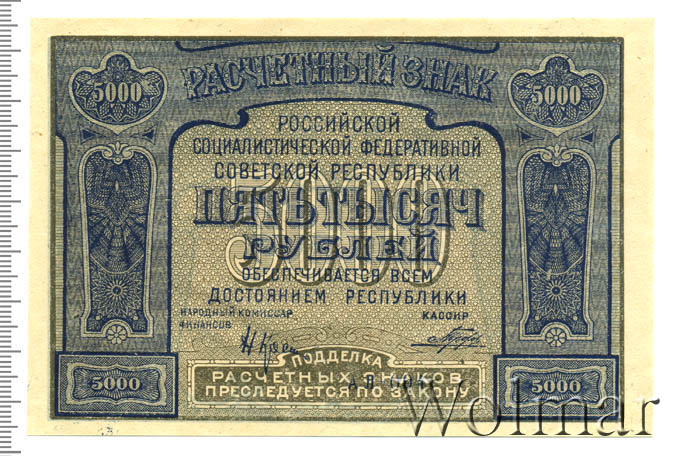 5000 РАСЧЕТНЫЙ ЗНАК 5000
РОССИЙСКОЙ
СОЦИАЛИСТИЧЕСКОЙ ФЕДЕРАТИВНОЙ
СОВЕТСКОЙ РЕСПУБЛИКИ
5000
ПЯТЬ ТЫСЯЧ
РУБЛЕЙ
ОБЕСПЕЧИВАЕТСЯ ВСЕМ
ДОСТОЯНИЕМ РЕСПУБЛИКИ
НАРОДНЫЙ КОМИССАР
ФИНАНСОВ
КАССИР
ПОДДЕЛКА
РАСЧЕТНЫХ ЗНАКОВ
ПРЕСЛЕДУЕТСЯ ПО ЗАКОНУ
5000 5000
Wolmar